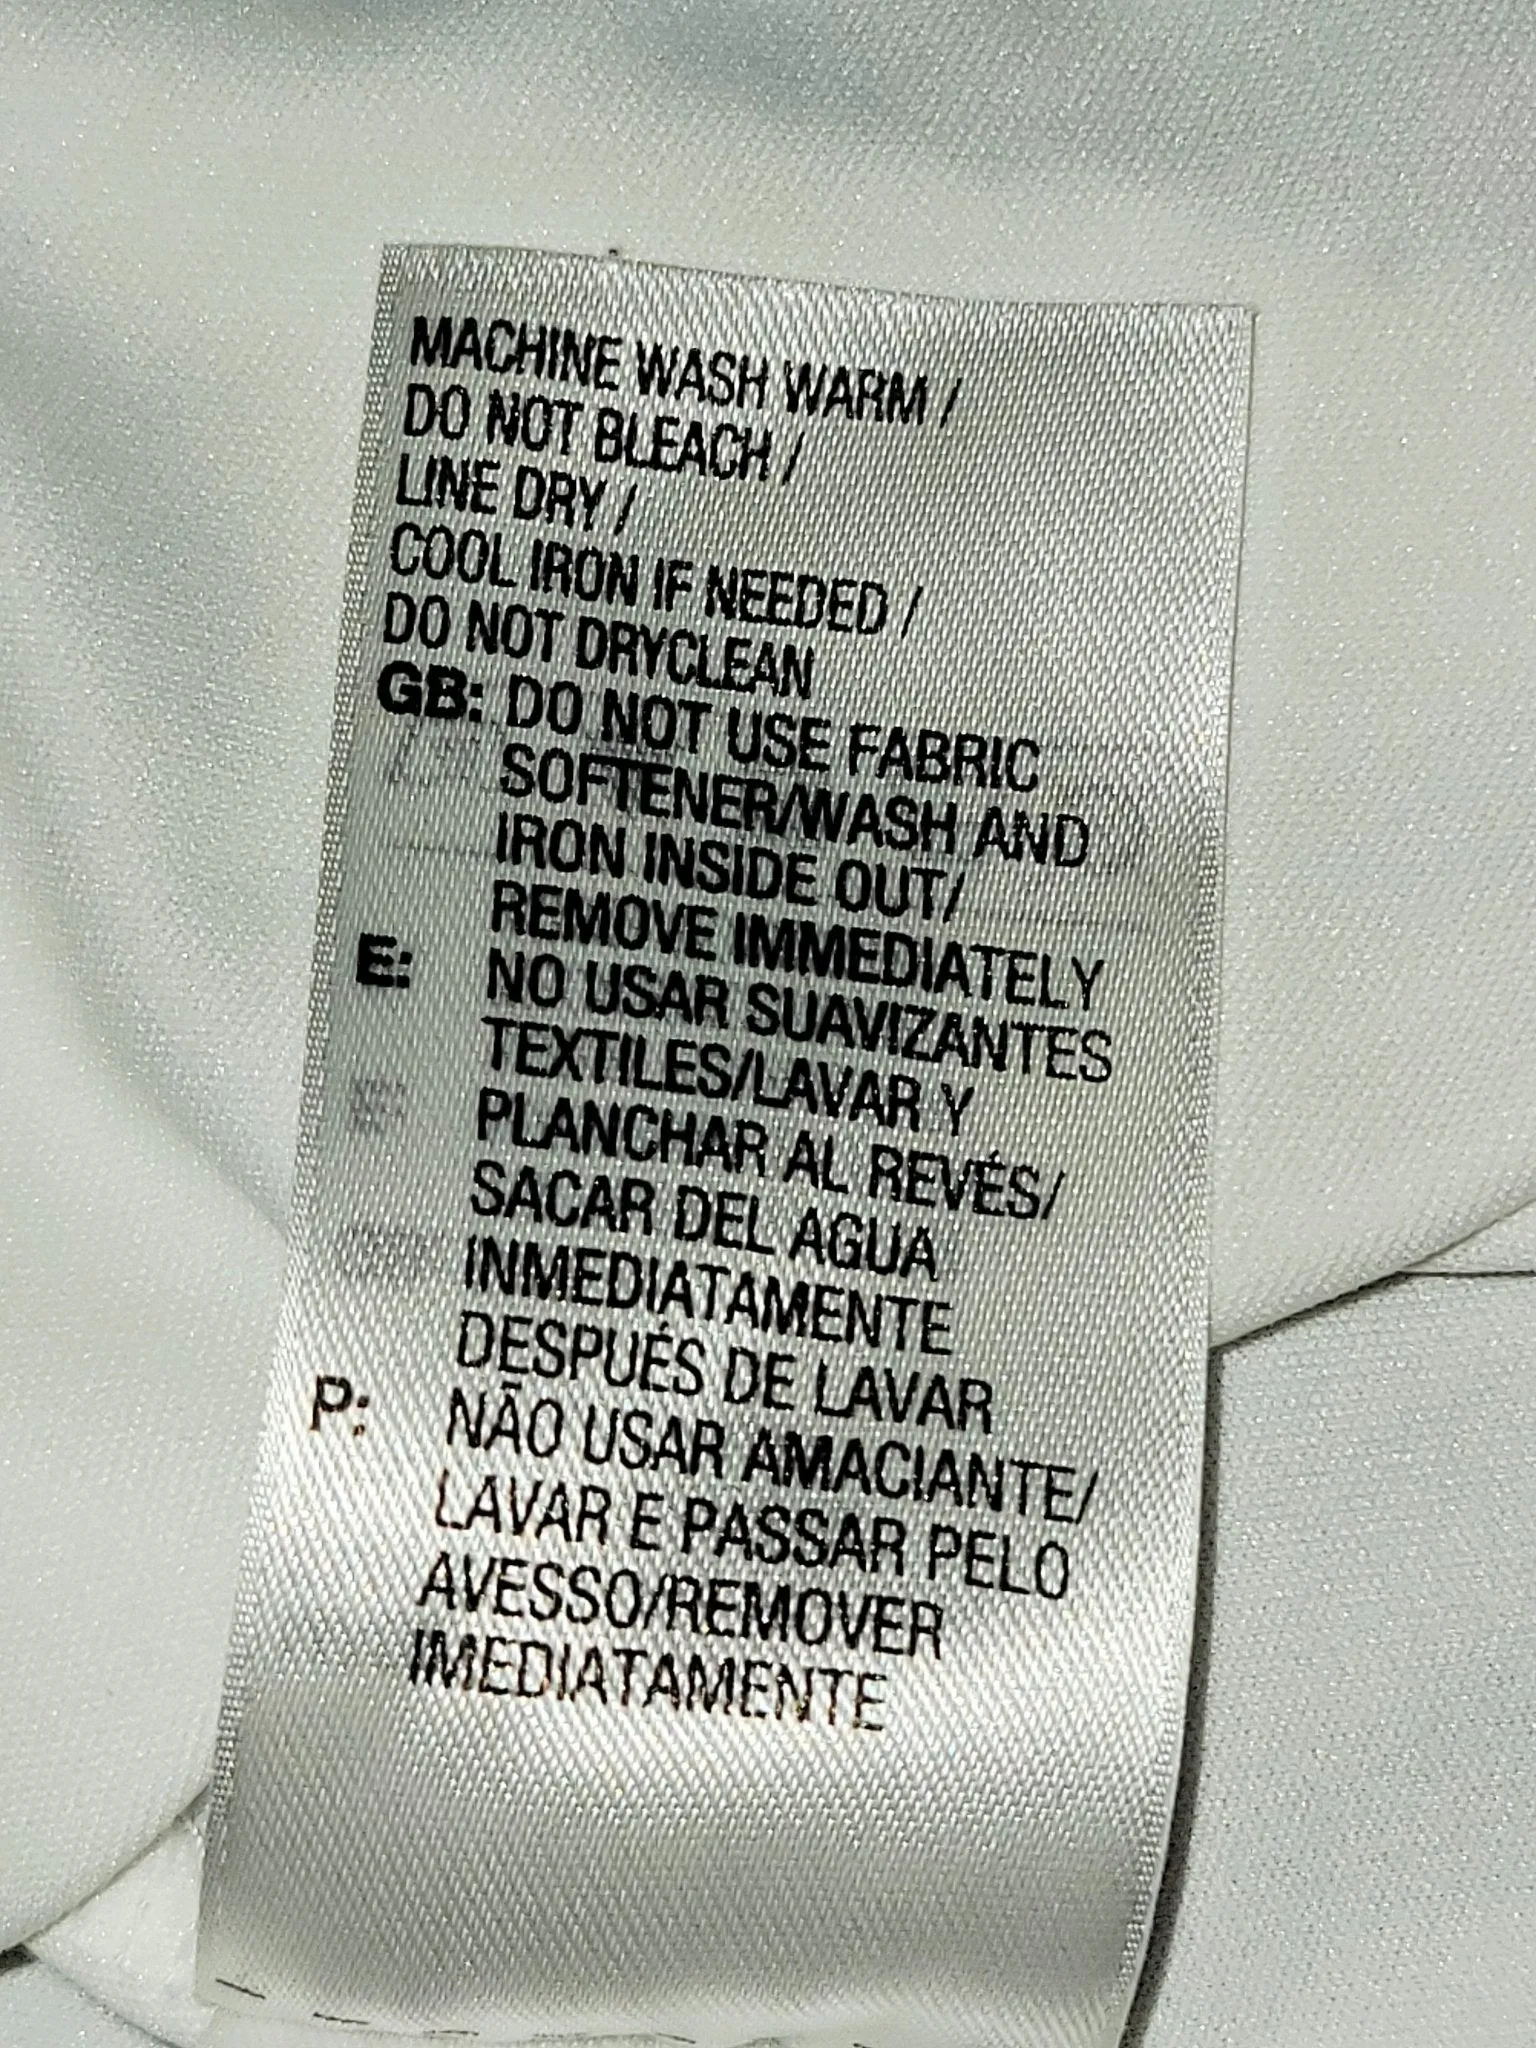 MACHINE WASH WARM /
DO NOT BLEACH /
LINE DRY /
COOL IRON IF NEEDED /
DO NOT DRYCLEAN
GB: DO NOT USE FABRIC
SOFTENER/WASH AND
IRON INSIDE OUT/
REMOVE IMMEDIATELY
E: NO USAR SUAVIZANTES
TEXTILES/LAVAR Y
PLANCHAR AL REVÉS/
SACAR DEL AGUA
INMEDIATAMENTE
DESPUÉS DE LAVAR
P: NÃO USAR AMACIANTE/
LAVAR E PASSAR PELO
AVESSO/REMOVER
IMEDIATAMENTE